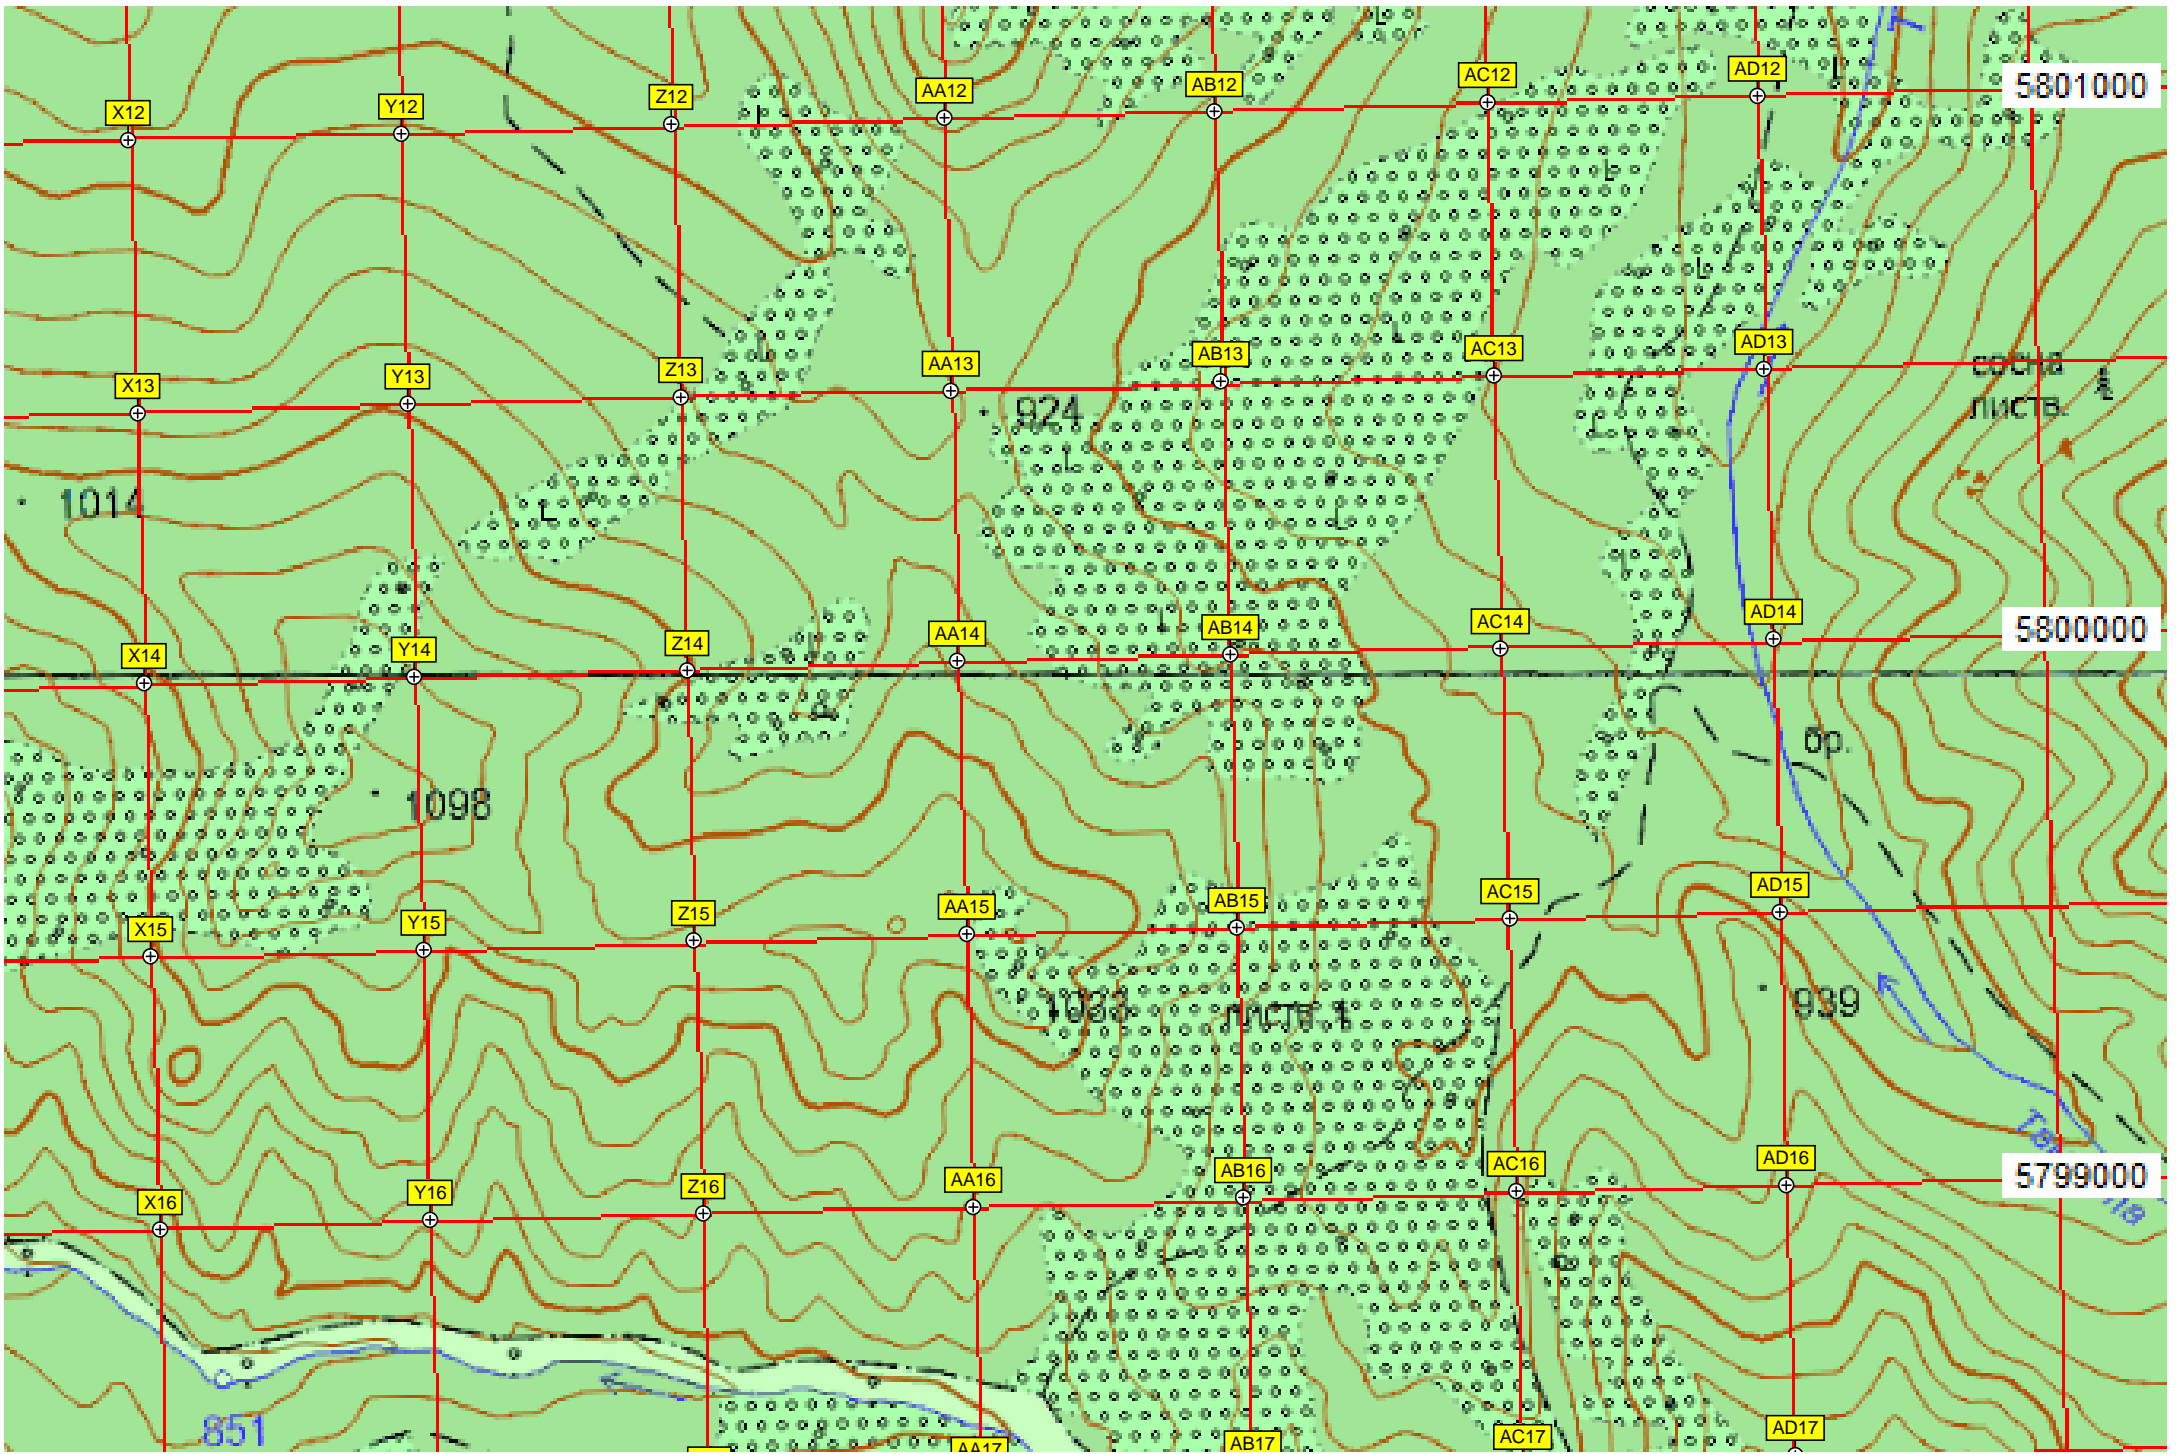 X12 Y12 Z12 AA12 AB12 AC12 AD12 5801000
X13 Y13 Z13 AA13 AB13 AC13 AD13
924
сосна
листв.
1014
X14 Y14 Z14 AA14 AB14 AC14 AD14 5800000
бр.
1098
X15 Y15 Z15 AA15 AB15 AC15 AD15
1033 листв. 939
X16 Y16 Z16 AA16 AB16 AC16 AD16 5799000
851
AA17 AB17 AC17 AD17